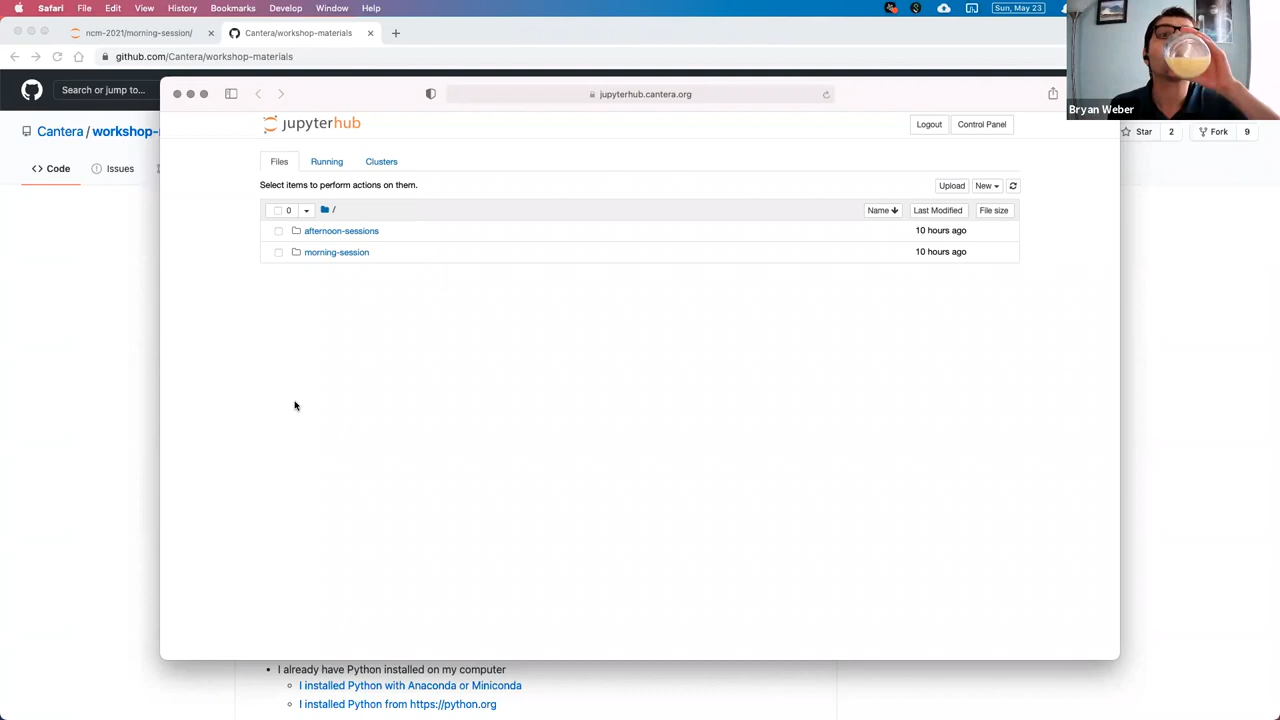 Safari File Edit View History Bookmarks Develop Window Help Sun, May 23
ncm-2021/morning-session/ Cantera/workshop-materials
github.com/Cantera/workshop-materials
Search or jump to...
jupyterhub.cantera.org
Bryan Weber
Cantera / workshop-
Star 2 Fork 9
jupyterhub
Logout Control Panel
Code Issues
Files Running Clusters
Select items to perform actions on them.
Upload New
0 / Name Last Modified File size
afternoon-sessions 10 hours ago
morning-session 10 hours ago
I already have Python installed on my computer
I installed Python with Anaconda or Miniconda
I installed Python from https://python.org